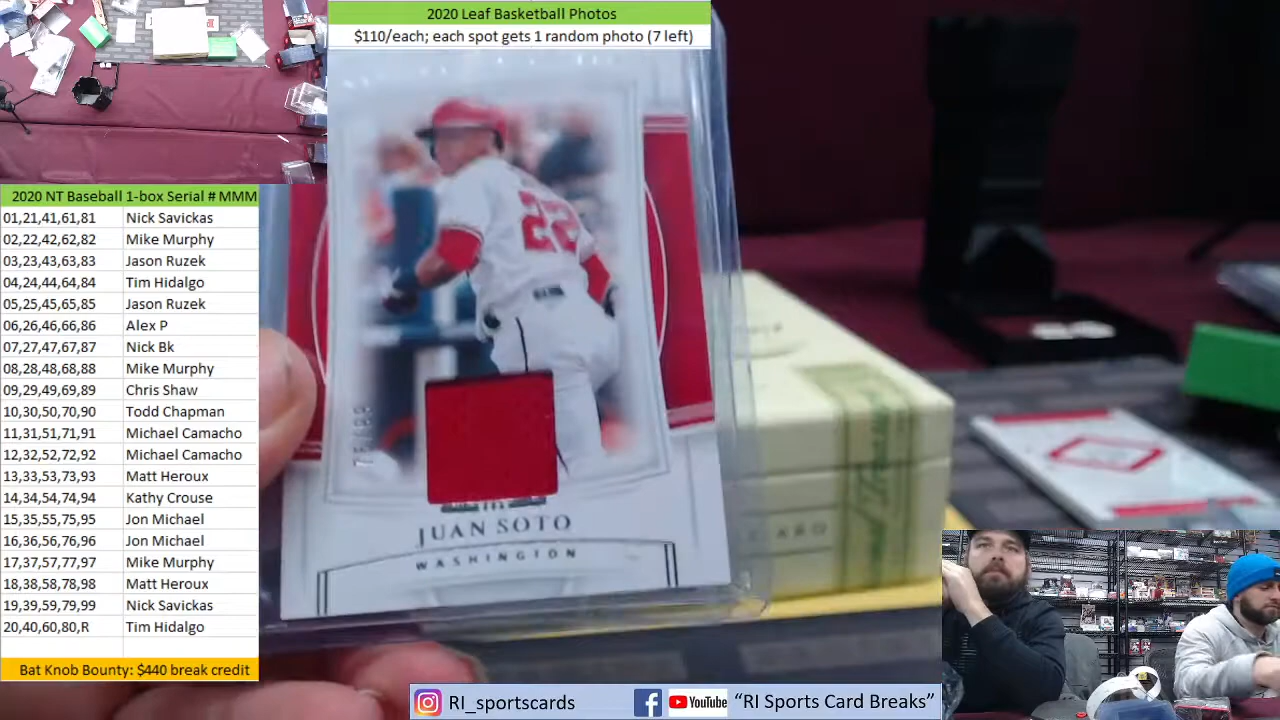 2020 Leaf Basketball Photos
$110/each; each spot gets 1 random photo (7 left)
2020 NT Baseball 1-box Serial # MMM
01,21,41,61,81 Nick Savickas
02,22,42,62,82 Mike Murphy
03,23,43,63,83 Jason Ruzek
04,24,44,64,84 Tim Hidalgo
05,25,45,65,85 Jason Ruzek
06,26,46,66,86 Alex P
07,27,47,67,87 Nick Bk
08,28,48,68,88 Mike Murphy
09,29,49,69,89 Chris Shaw
10,30,50,70,90 Todd Chapman
11,31,51,71,91 Michael Camacho
12,32,52,72,92 Michael Camacho
13,33,53,73,93 Matt Heroux
14,34,54,74,94 Kathy Crouse
15,35,55,75,95 Jon Michael
16,36,56,76,96 Jon Michael
17,37,57,77,97 Mike Murphy
18,38,58,78,98 Matt Heroux
19,39,59,79,99 Nick Savickas
20,40,60,80,R Tim Hidalgo
Bat Knob Bounty: $440 break credit
22
JUAN SOTO
WASHINGTON
RI_sportscards
YouTube
"RI Sports Card Breaks"